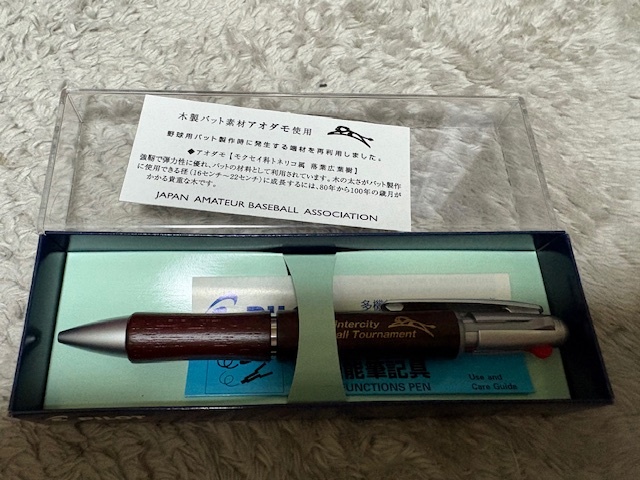 木製バット素材アオダモ使用
野球用バット製作時に発生する端材を再利用しました。
◆アオダモ【モクセイ科トネリコ属 落葉広葉樹】
強靭で弾力性に優れ、バットの材料として利用されています。木の太さがバット製作
に使用できる径(16センチ〜22センチ)に成長するには、80年から100年の歳月が
かかる貴重な木です。
JAPAN AMATEUR BASEBALL ASSOCIATION
多機
Intercity
all Tournament
能筆記具
UNCTIONS PEN
Use and
Care Guide